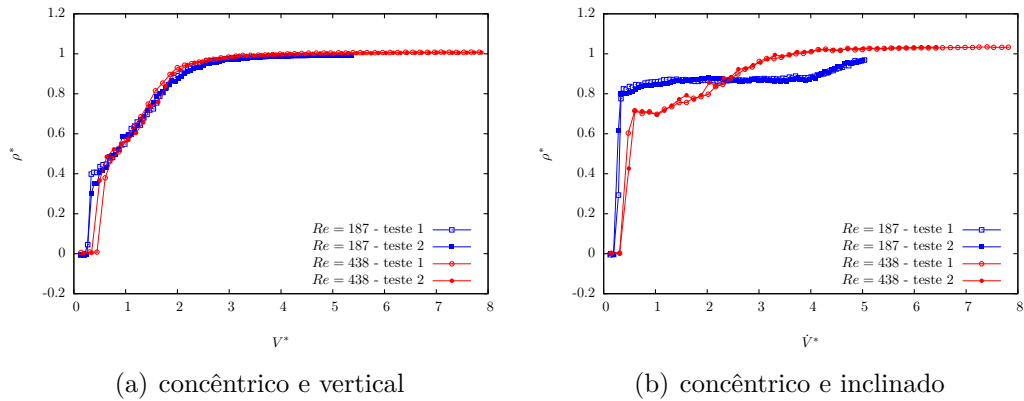 1.2
1
0.8
0.6
0.4
0.2
0
-0.2
ρ*
Re = 187 - teste 1
Re = 187 - teste 2
Re = 438 - teste 1
Re = 438 - teste 2
0 1 2 3 4 5 6 7 8
V*
(a) concêntrico e vertical
1.2
1
0.8
0.6
0.4
0.2
0
-0.2
ρ*
Re = 187 - teste 1
Re = 187 - teste 2
Re = 438 - teste 1
Re = 438 - teste 2
0 1 2 3 4 5 6 7 8
V̇*
(b) concêntrico e inclinado